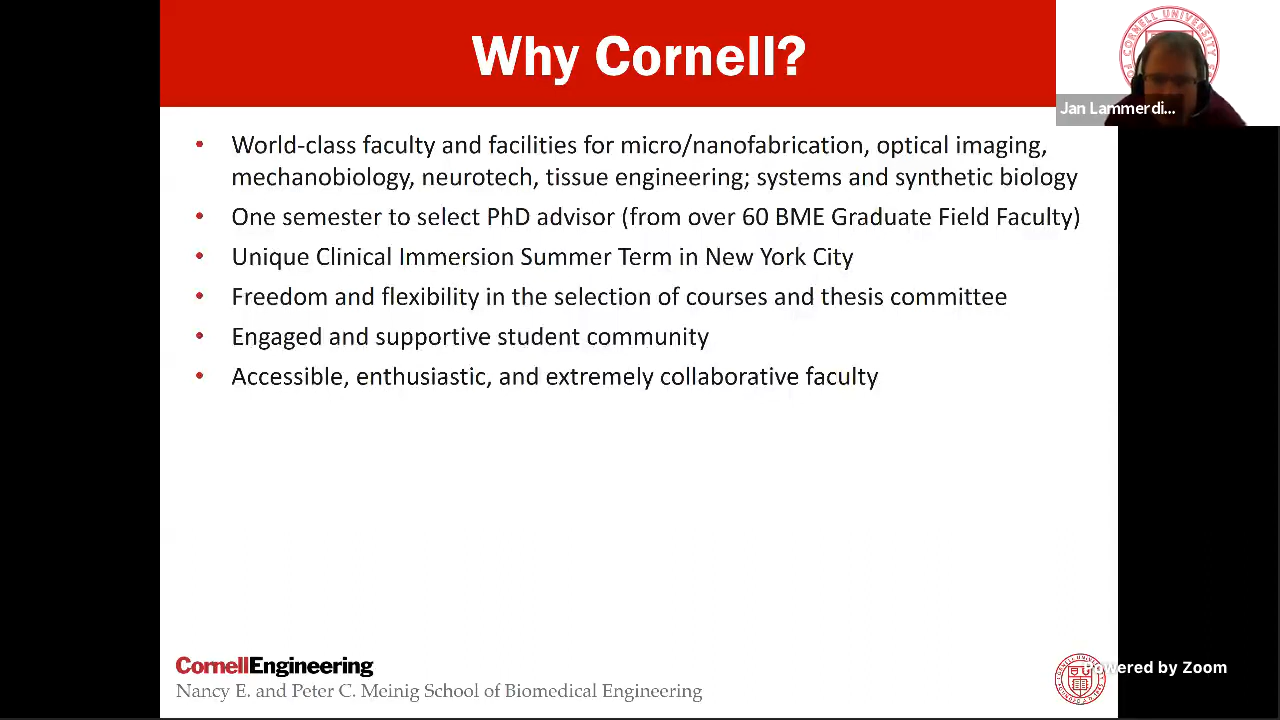 Why Cornell?
Jan Lammerdi...
• World-class faculty and facilities for micro/nanofabrication, optical imaging,
mechanobiology, neurotech, tissue engineering; systems and synthetic biology
• One semester to select PhD advisor (from over 60 BME Graduate Field Faculty)
• Unique Clinical Immersion Summer Term in New York City
• Freedom and flexibility in the selection of courses and thesis committee
• Engaged and supportive student community
• Accessible, enthusiastic, and extremely collaborative faculty
CornellEngineering
Nancy E. and Peter C. Meinig School of Biomedical Engineering
Powered by Zoom